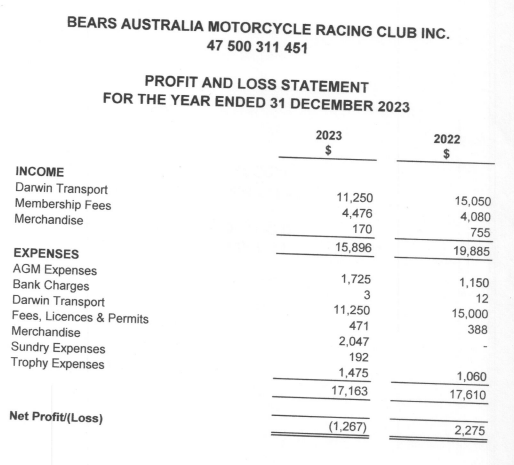 BEARS AUSTRALIA MOTORCYCLE RACING CLUB INC.
47 500 311 451
PROFIT AND LOSS STATEMENT
FOR THE YEAR ENDED 31 DECEMBER 2023
2023 2022
$ $
INCOME
Darwin Transport 11,250 15,050
Membership Fees 4,476 4,080
Merchandise 170 755
15,896 19,885
EXPENSES
AGM Expenses 1,725 1,150
Bank Charges 3 12
Darwin Transport 11,250 15,000
Fees, Licences & Permits 471 388
Merchandise 2,047 -
Sundry Expenses 192
Trophy Expenses 1,475 1,060
17,163 17,610
Net Profit/(Loss) (1,267) 2,275